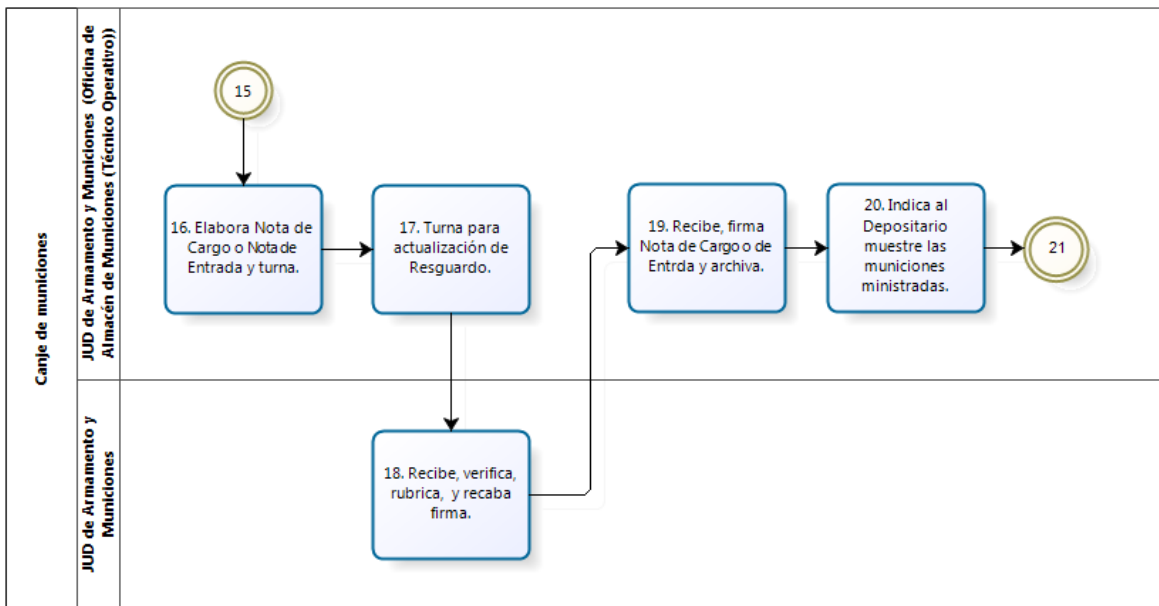 Canje de municiones
JUD de Armamento y Municiones (Oficina de
Almacén de Municiones (Técnico Operativo))
15
16. Elabora Nota de
Cargo o Nota de
Entrada y turna.
17. Turna para
actualización de
Resguardo.
19. Recibe, firma
Nota de Cargo o de
Entrda y archiva.
20. Indica al
Depositario
muestre las
municiones
ministradas.
21
JUD de Armamento y
Municiones
18. Recibe, verifica,
rubrica, y recaba
firma.